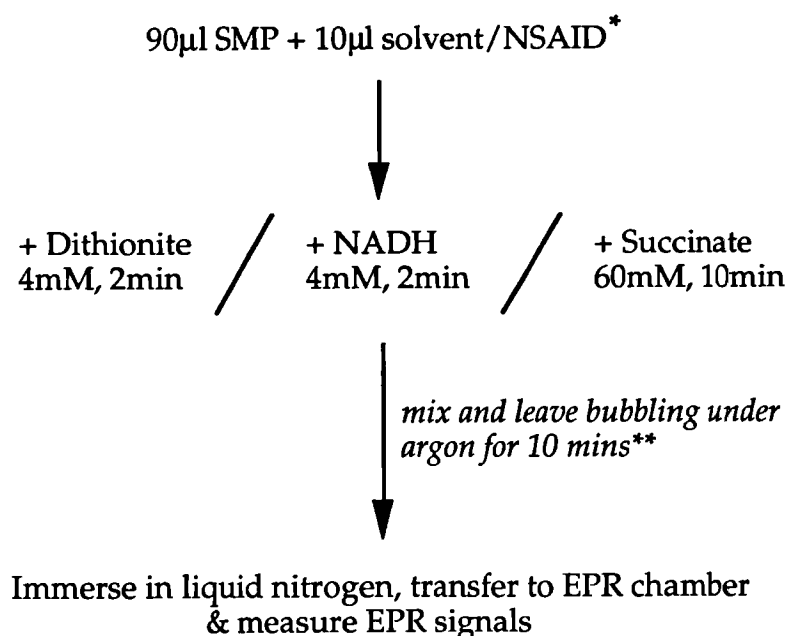 90µl SMP + 10µl solvent/NSAID*
+ Dithionite
4mM, 2min
+ NADH
4mM, 2min
+ Succinate
60mM, 10min
mix and leave bubbling under
argon for 10 mins**
Immerse in liquid nitrogen, transfer to EPR chamber
& measure EPR signals